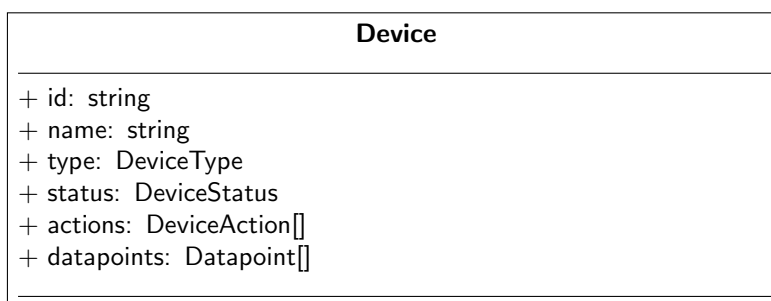 Device
+ id: string
+ name: string
+ type: DeviceType
+ status: DeviceStatus
+ actions: DeviceAction[]
+ datapoints: Datapoint[]